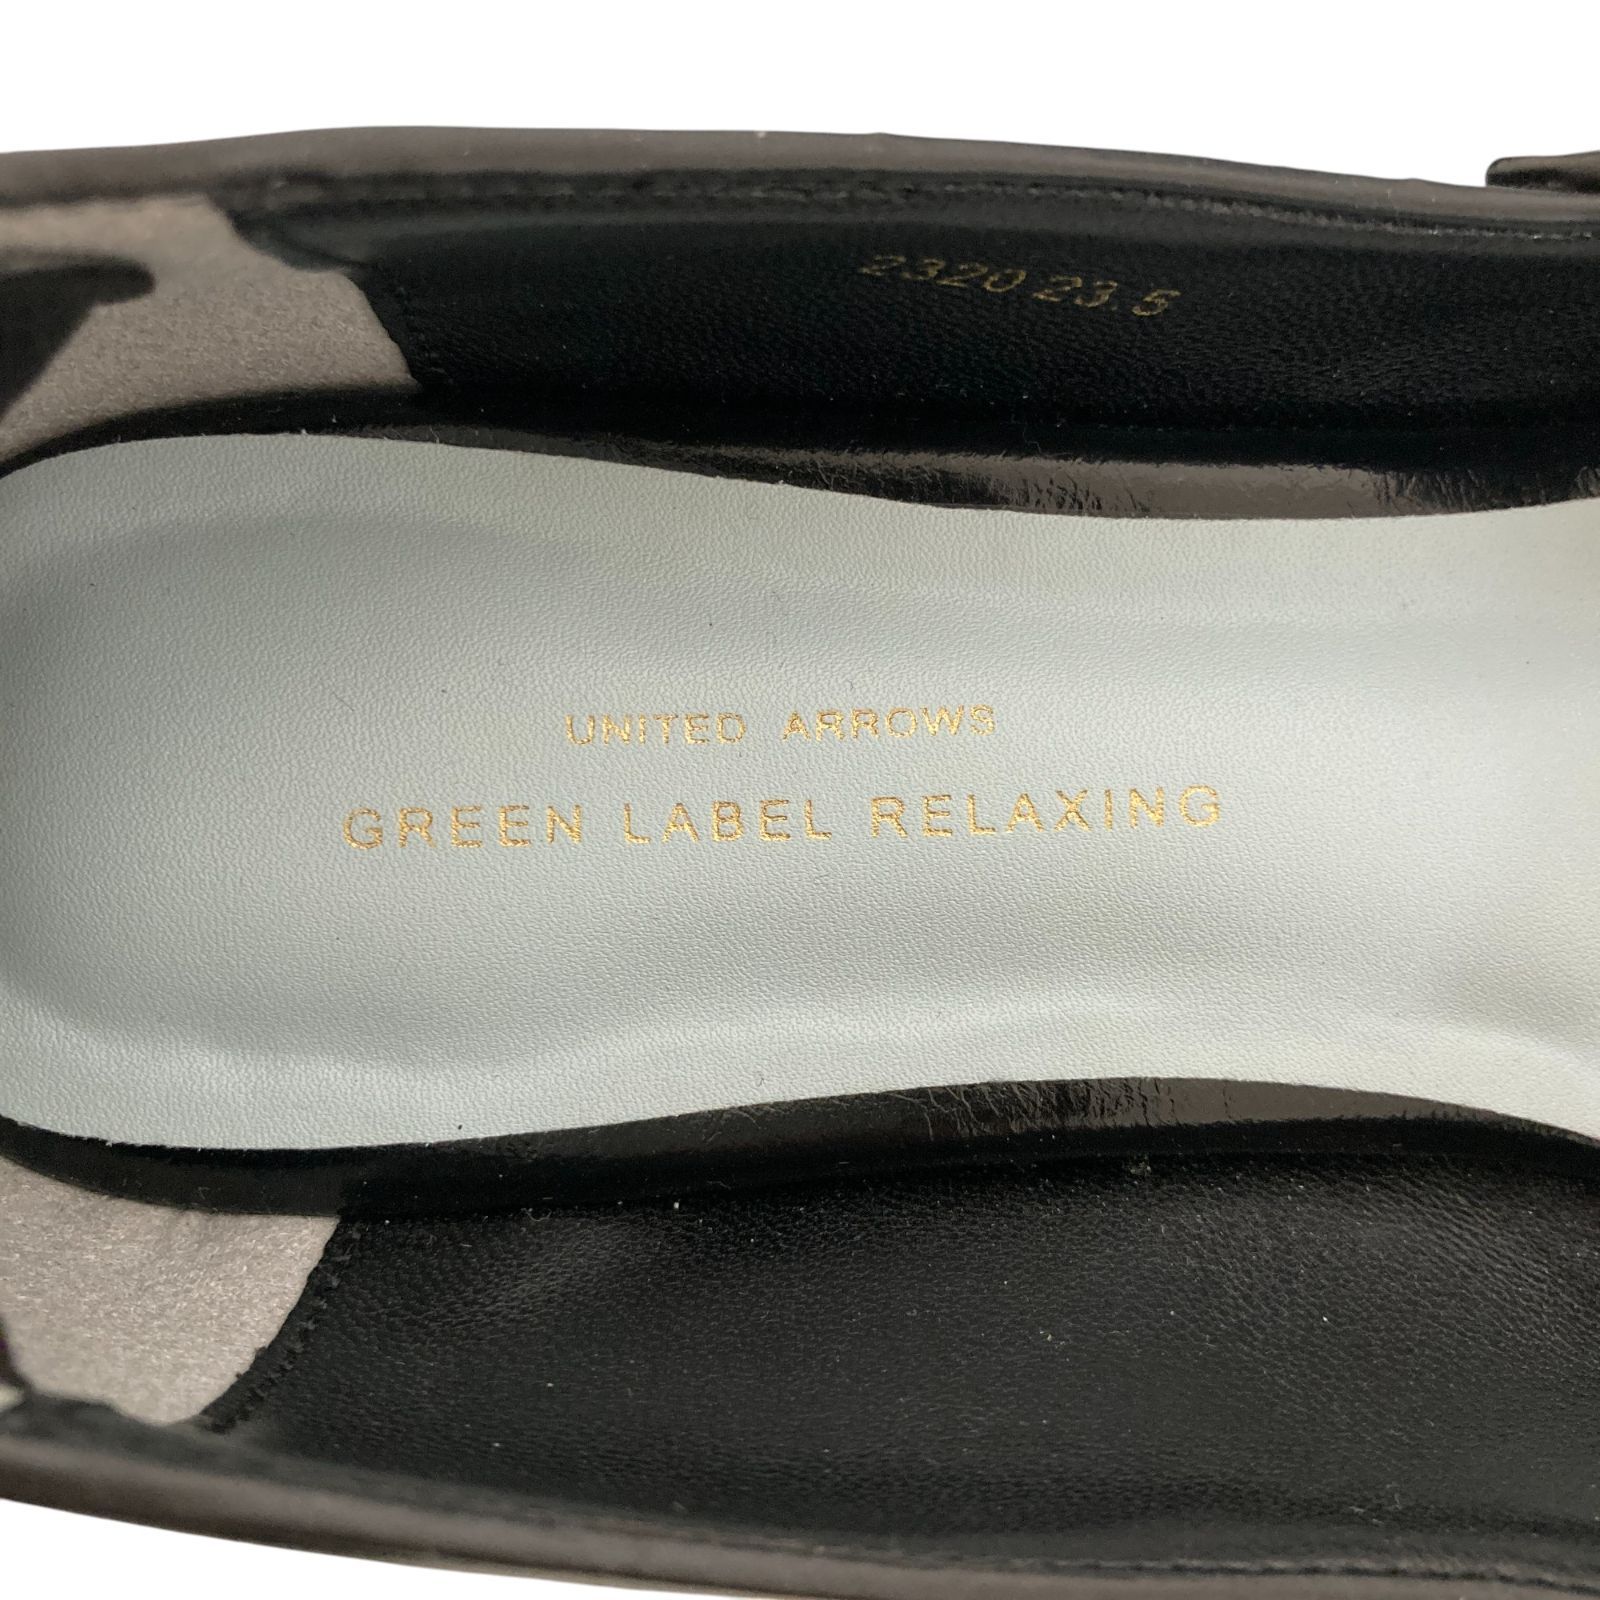 2320 23.5
UNITED ARROWS
GREEN LABEL RELAXING